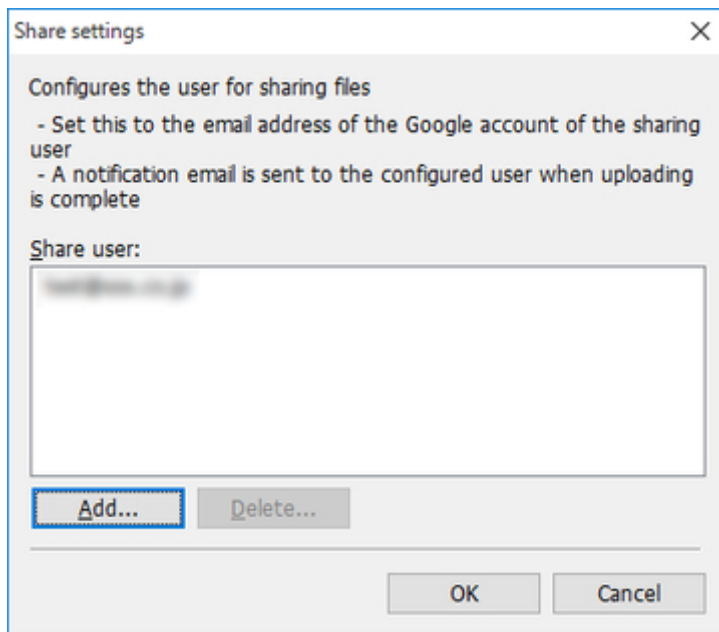 Share settings
Configures the user for sharing files
- Set this to the email address of the Google account of the sharing
user
- A notification email is sent to the configured user when uploading
is complete
Share user:
Add...
Delete...
OK
Cancel